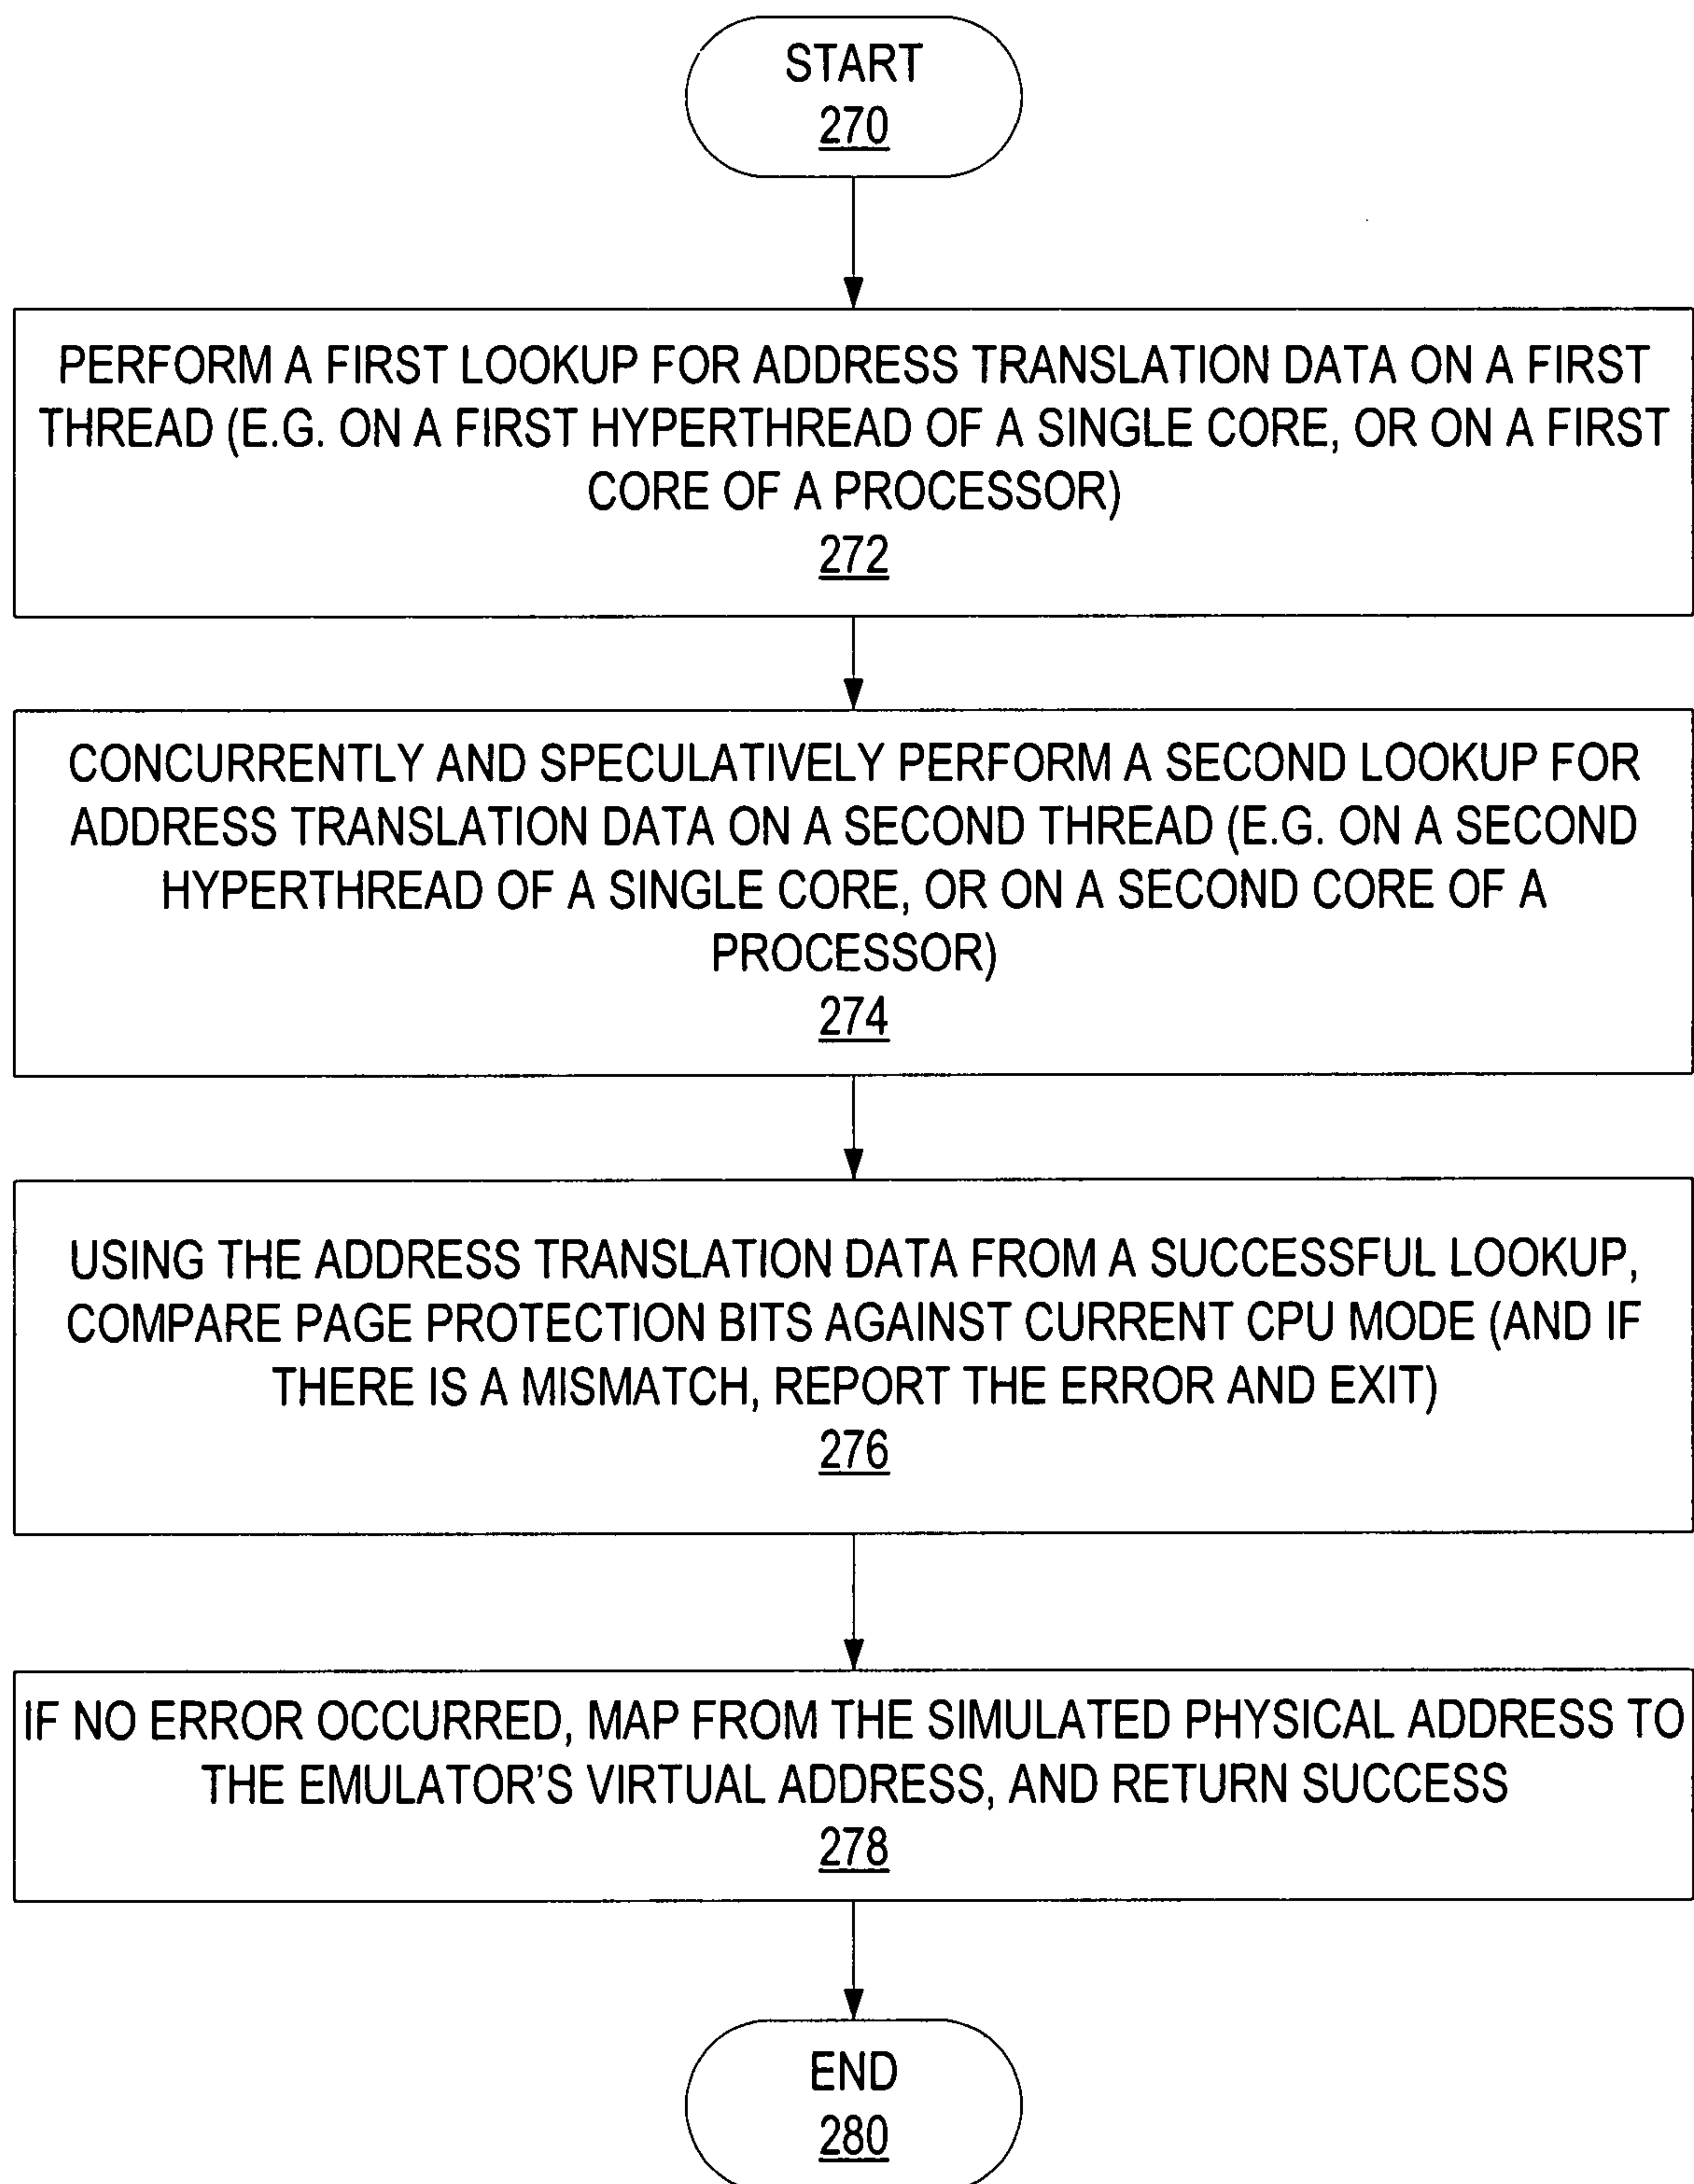 START
270
PERFORM A FIRST LOOKUP FOR ADDRESS TRANSLATION DATA ON A FIRST
THREAD (E.G. ON A FIRST HYPERTHREAD OF A SINGLE CORE, OR ON A FIRST
CORE OF A PROCESSOR)
272
CONCURRENTLY AND SPECULATIVELY PERFORM A SECOND LOOKUP FOR
ADDRESS TRANSLATION DATA ON A SECOND THREAD (E.G. ON A SECOND
HYPERTHREAD OF A SINGLE CORE, OR ON A SECOND CORE OF A
PROCESSOR)
274
USING THE ADDRESS TRANSLATION DATA FROM A SUCCESSFUL LOOKUP,
COMPARE PAGE PROTECTION BITS AGAINST CURRENT CPU MODE (AND IF
THERE IS A MISMATCH, REPORT THE ERROR AND EXIT)
276
IF NO ERROR OCCURRED, MAP FROM THE SIMULATED PHYSICAL ADDRESS TO
THE EMULATOR'S VIRTUAL ADDRESS, AND RETURN SUCCESS
278
END
280